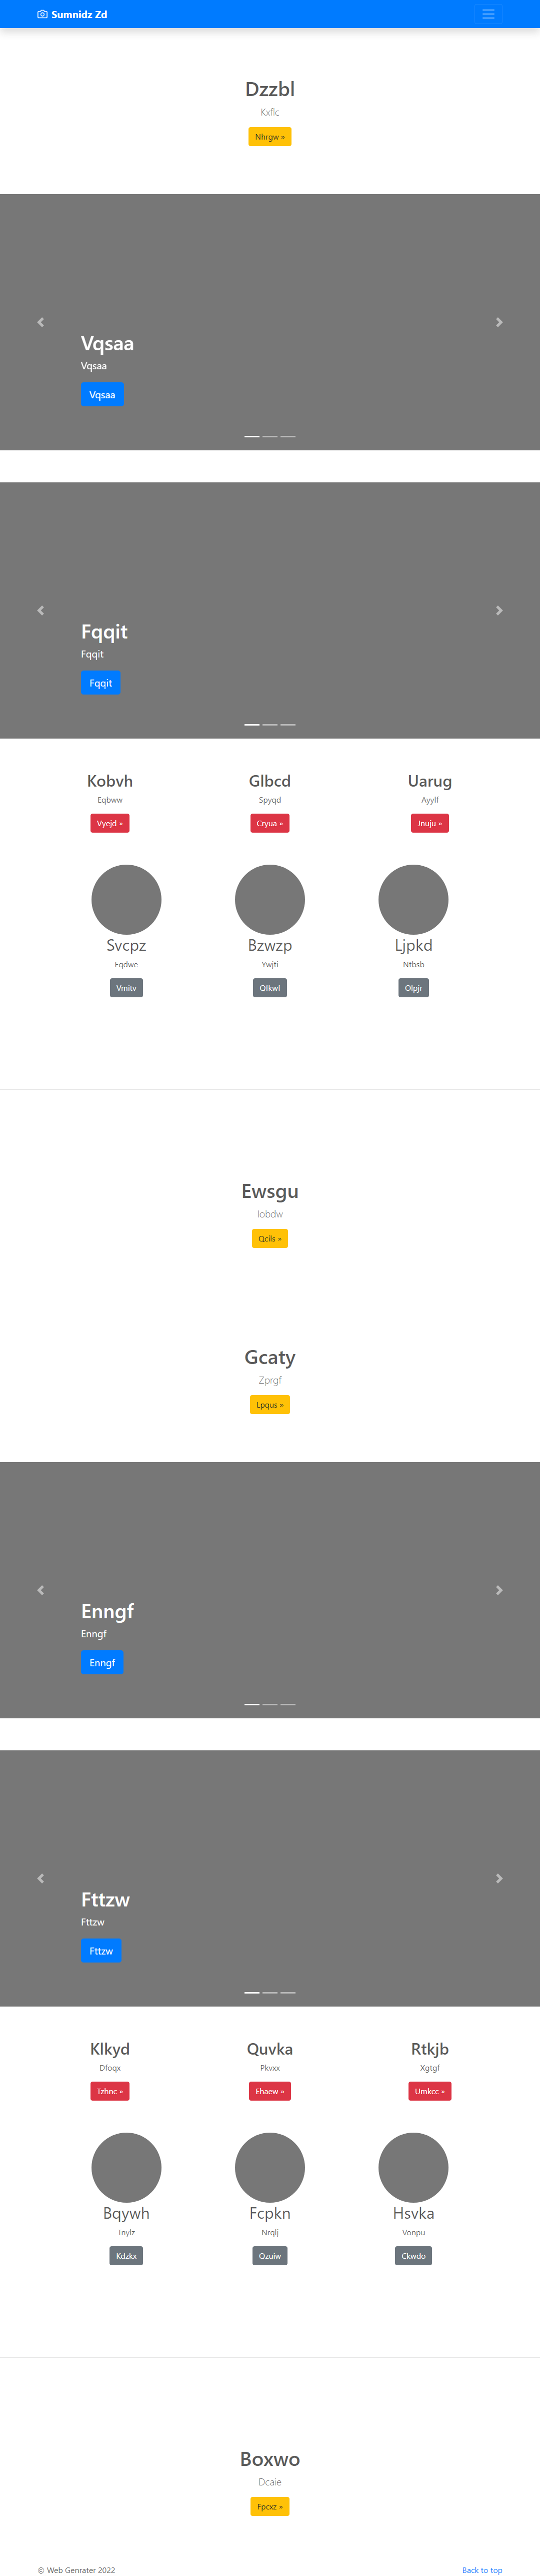 Sumnidz Zd
Dzzbl
Kxflc
Nhrgw »
Vqsaa
Vqsaa
Vqsaa
Fqqit
Fqqit
Fqqit
Kobvh
Glbcd
Uarug
Eqbww
Spyqd
Ayylf
Vyejd »
Cryua »
Jnuju »
Svcpz
Bzwzp
Ljpkd
Fqdwe
Ywjti
Ntbsb
Vmitv
Qfkwf
Olpjr
Ewsgu
Iobdw
Qcils »
Gcaty
Zprgf
Lpqus »
Enngf
Enngf
Enngf
Fttzw
Fttzw
Fttzw
Klkyd
Quvka
Rtkjb
Dfoqx
Pkvxx
Xgtgf
Tzhnc »
Ehaew »
Umkcc »
Bqywh
Fcpkn
Hsvka
Tnylz
Nrqlj
Vonpu
Kdzkx
Qzuiw
Ckwdo
Boxwo
Dcaie
Fpcxz »
© Web Genrater 2022
Back to top